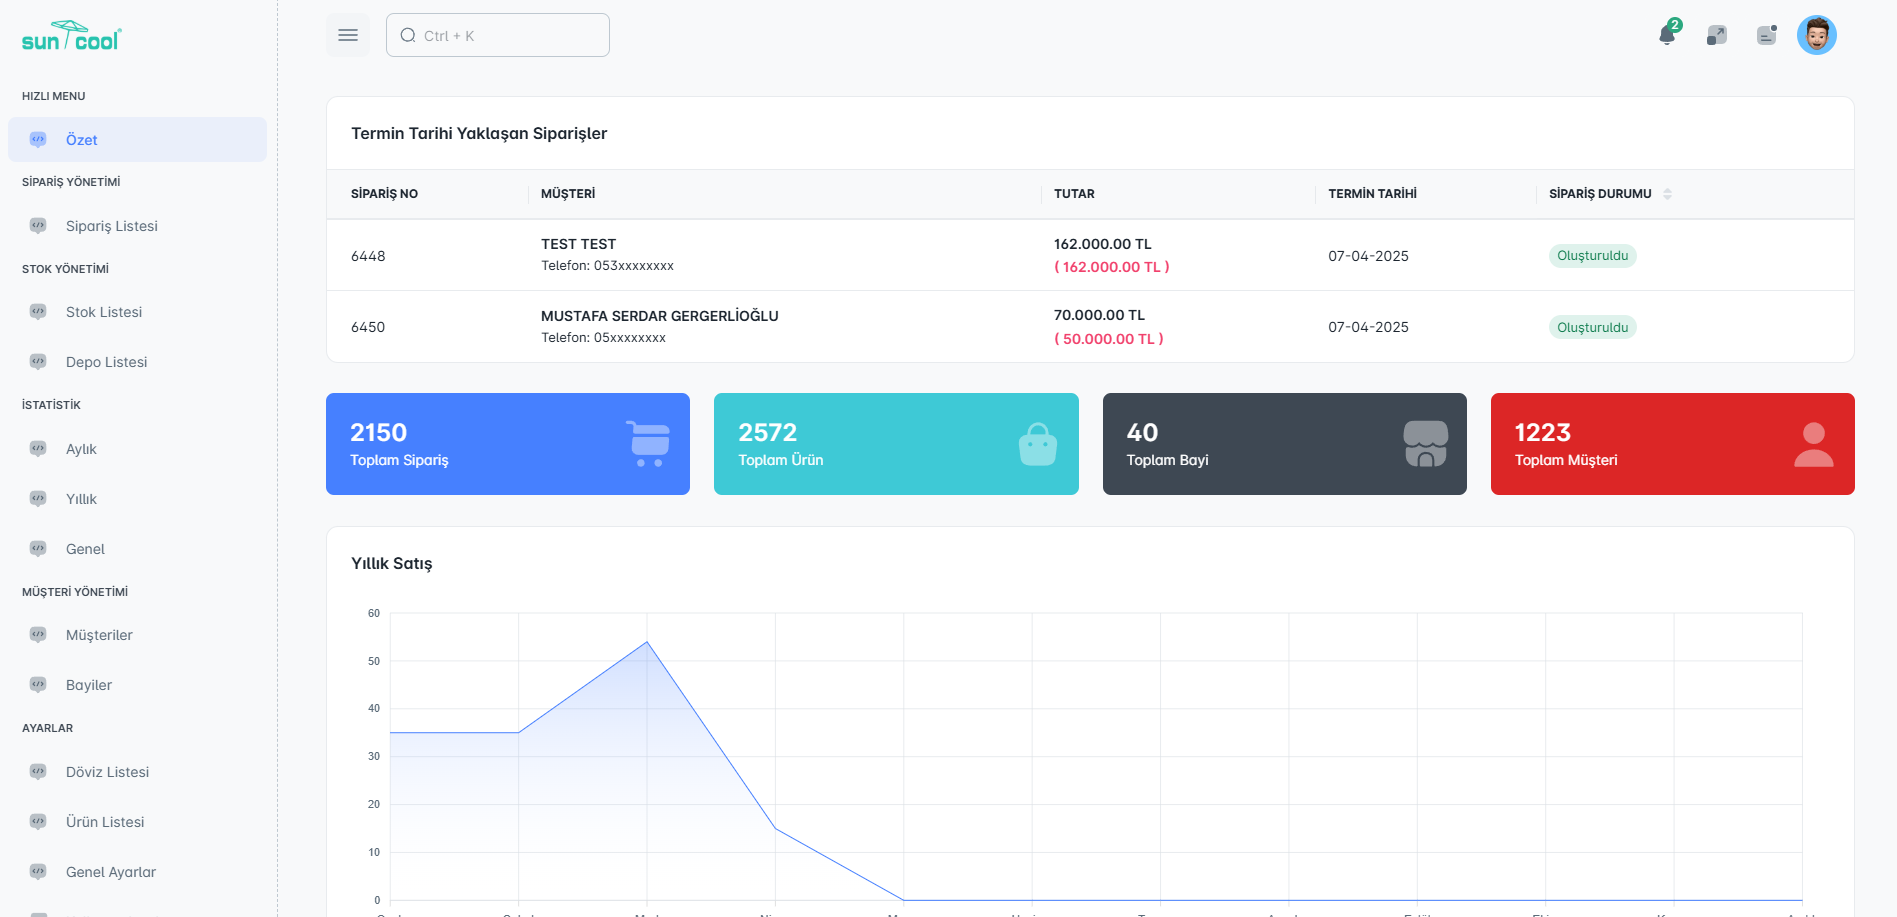 sun cool
Ctrl + K
2
HIZLI MENU
Özet
SİPARİŞ YÖNETİMİ
Sipariş Listesi
STOK YÖNETİMİ
Stok Listesi
Depo Listesi
İSTATİSTİK
Aylık
Yıllık
Genel
MÜŞTERİ YÖNETİMİ
Müşteriler
Bayiler
AYARLAR
Döviz Listesi
Ürün Listesi
Genel Ayarlar
Termin Tarihi Yaklaşan Siparişler
SİPARİŞ NO MÜŞTERİ TUTAR TERMIN TARİHİ SİPARİŞ DURUMU
6448 TEST TEST 162.000.00 TL 07-04-2025 Oluşturuldu
Telefon: 053xxxxxxxx ( 162.000.00 TL )
6450 MUSTAFA SERDAR GERGERLİOĞLU 70.000.00 TL 07-04-2025 Oluşturuldu
Telefon: 05xxxxxxxx ( 50.000.00 TL )
2150 2572 40 1223
Toplam Sipariş Toplam Ürün Toplam Bayi Toplam Müşteri
Yıllık Satış
60
50
40
30
20
10
0